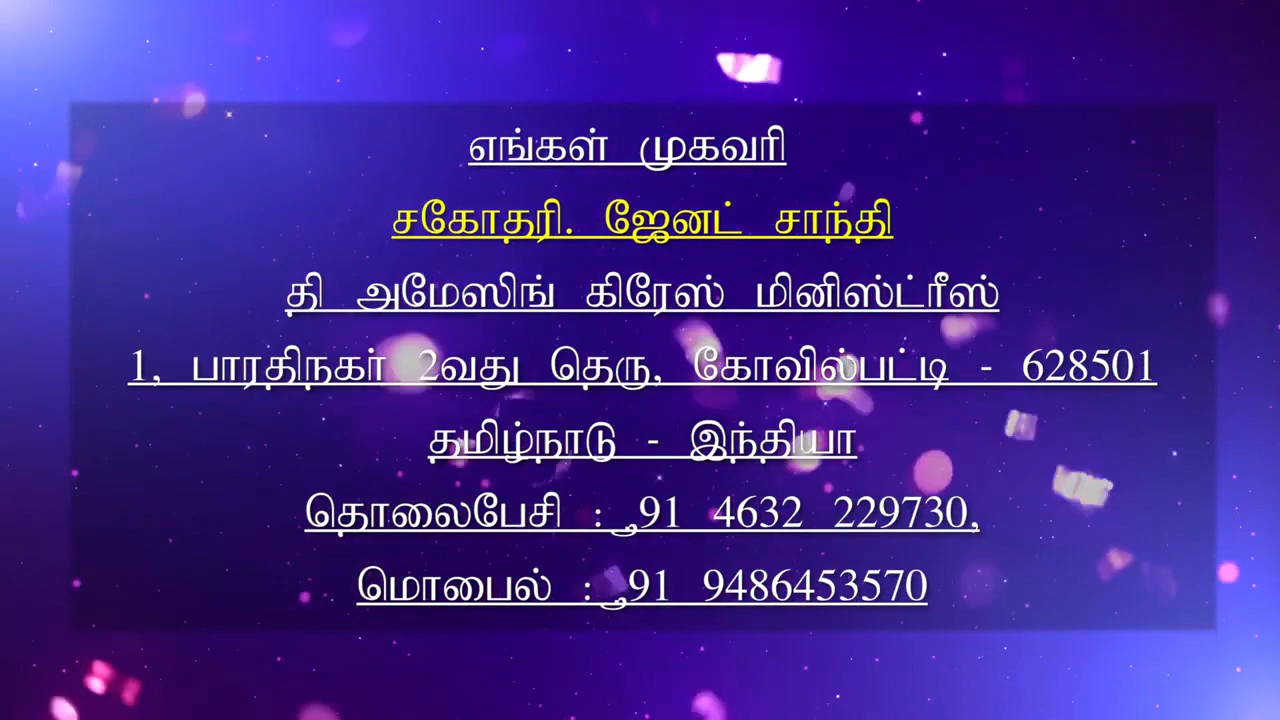 எங்கள் முகவரி
சகோதரி. ஜேனட் சாந்தி
தி அமேஸிங் கிரேஸ் மினிஸ்ட்ரீஸ்
1, பாரதிநகர் 2வது தெரு, கோவில்பட்டி - 628501
தமிழ்நாடு - இந்தியா
தொலைபேசி : ூ91 4632 229730,
மொபைல் : ூ91 9486453570